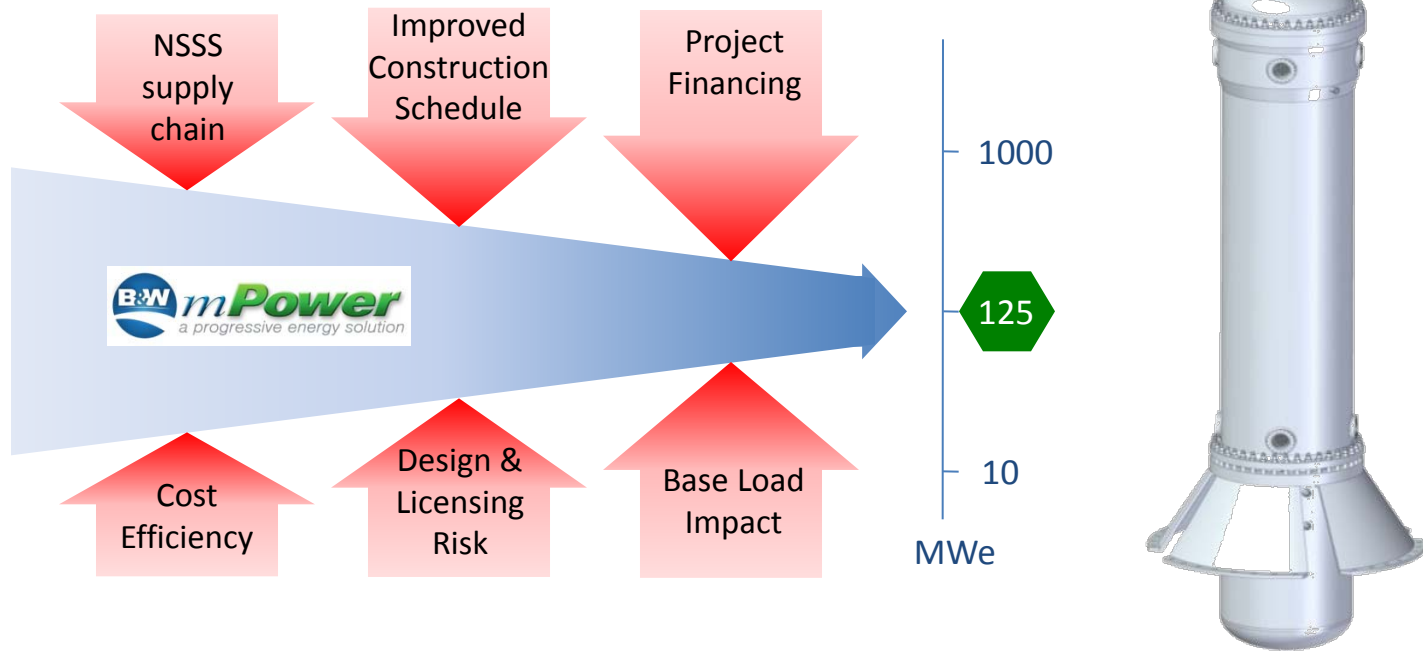 NSSS
supply
chain
Improved
Construction
Schedule
Project
Financing
1000
B&W mPower
a progressive energy solution
125
Cost
Efficiency
Design &
Licensing
Risk
Base Load
Impact
10
MWe